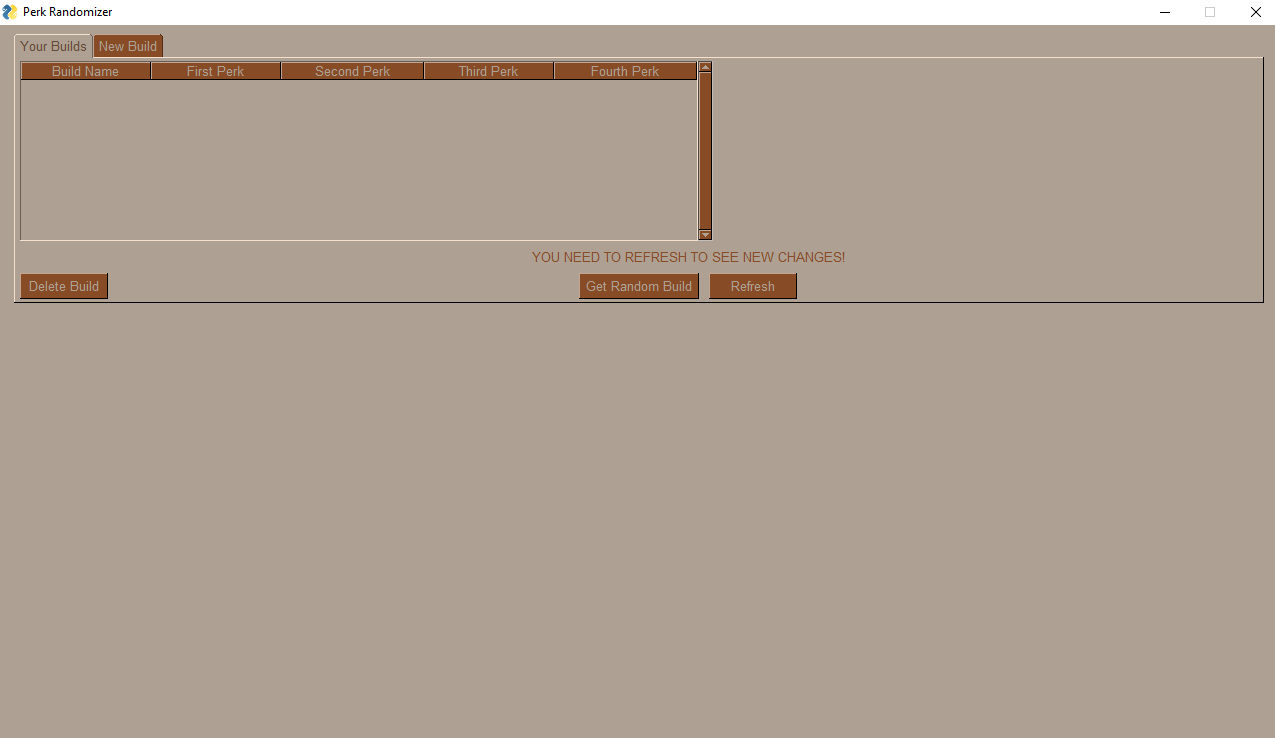 Perk Randomizer
Your Builds New Build
Build Name First Perk Second Perk Third Perk Fourth Perk
YOU NEED TO REFRESH TO SEE NEW CHANGES!
Delete Build Get Random Build Refresh